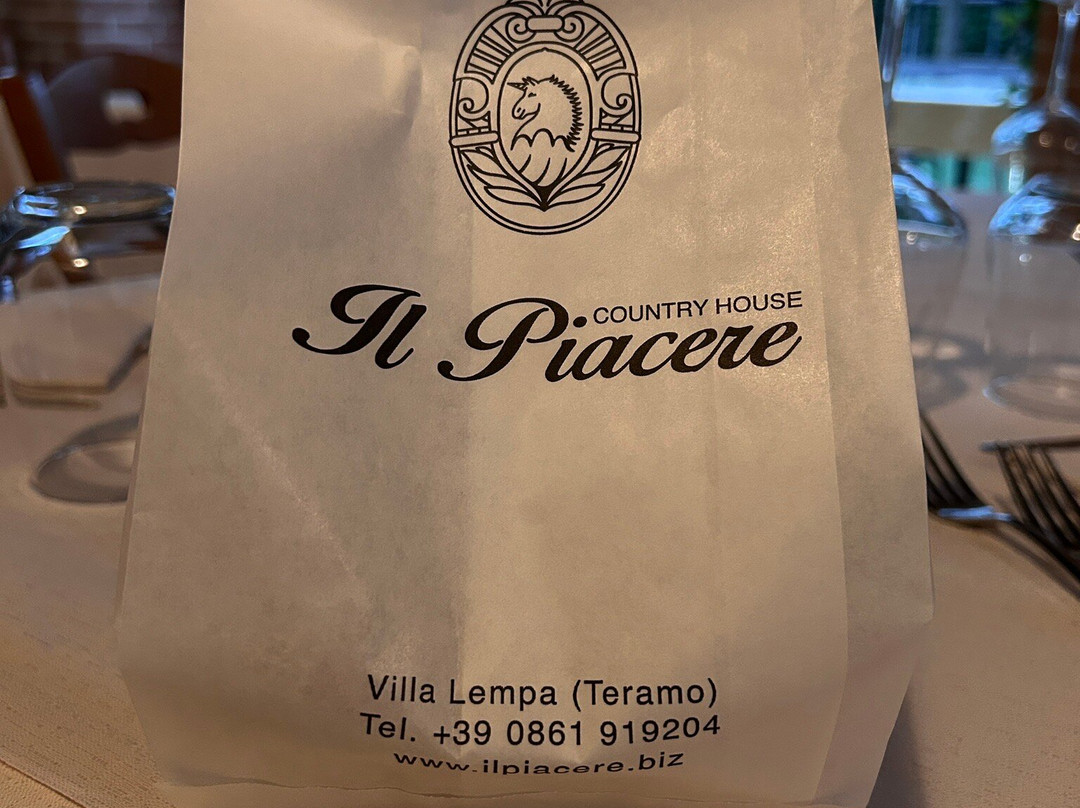 COUNTRY HOUSE
Il Piacere
Villa Lempa (Teramo)
Tel. +39 0861 919204
www.ilpiacere.biz